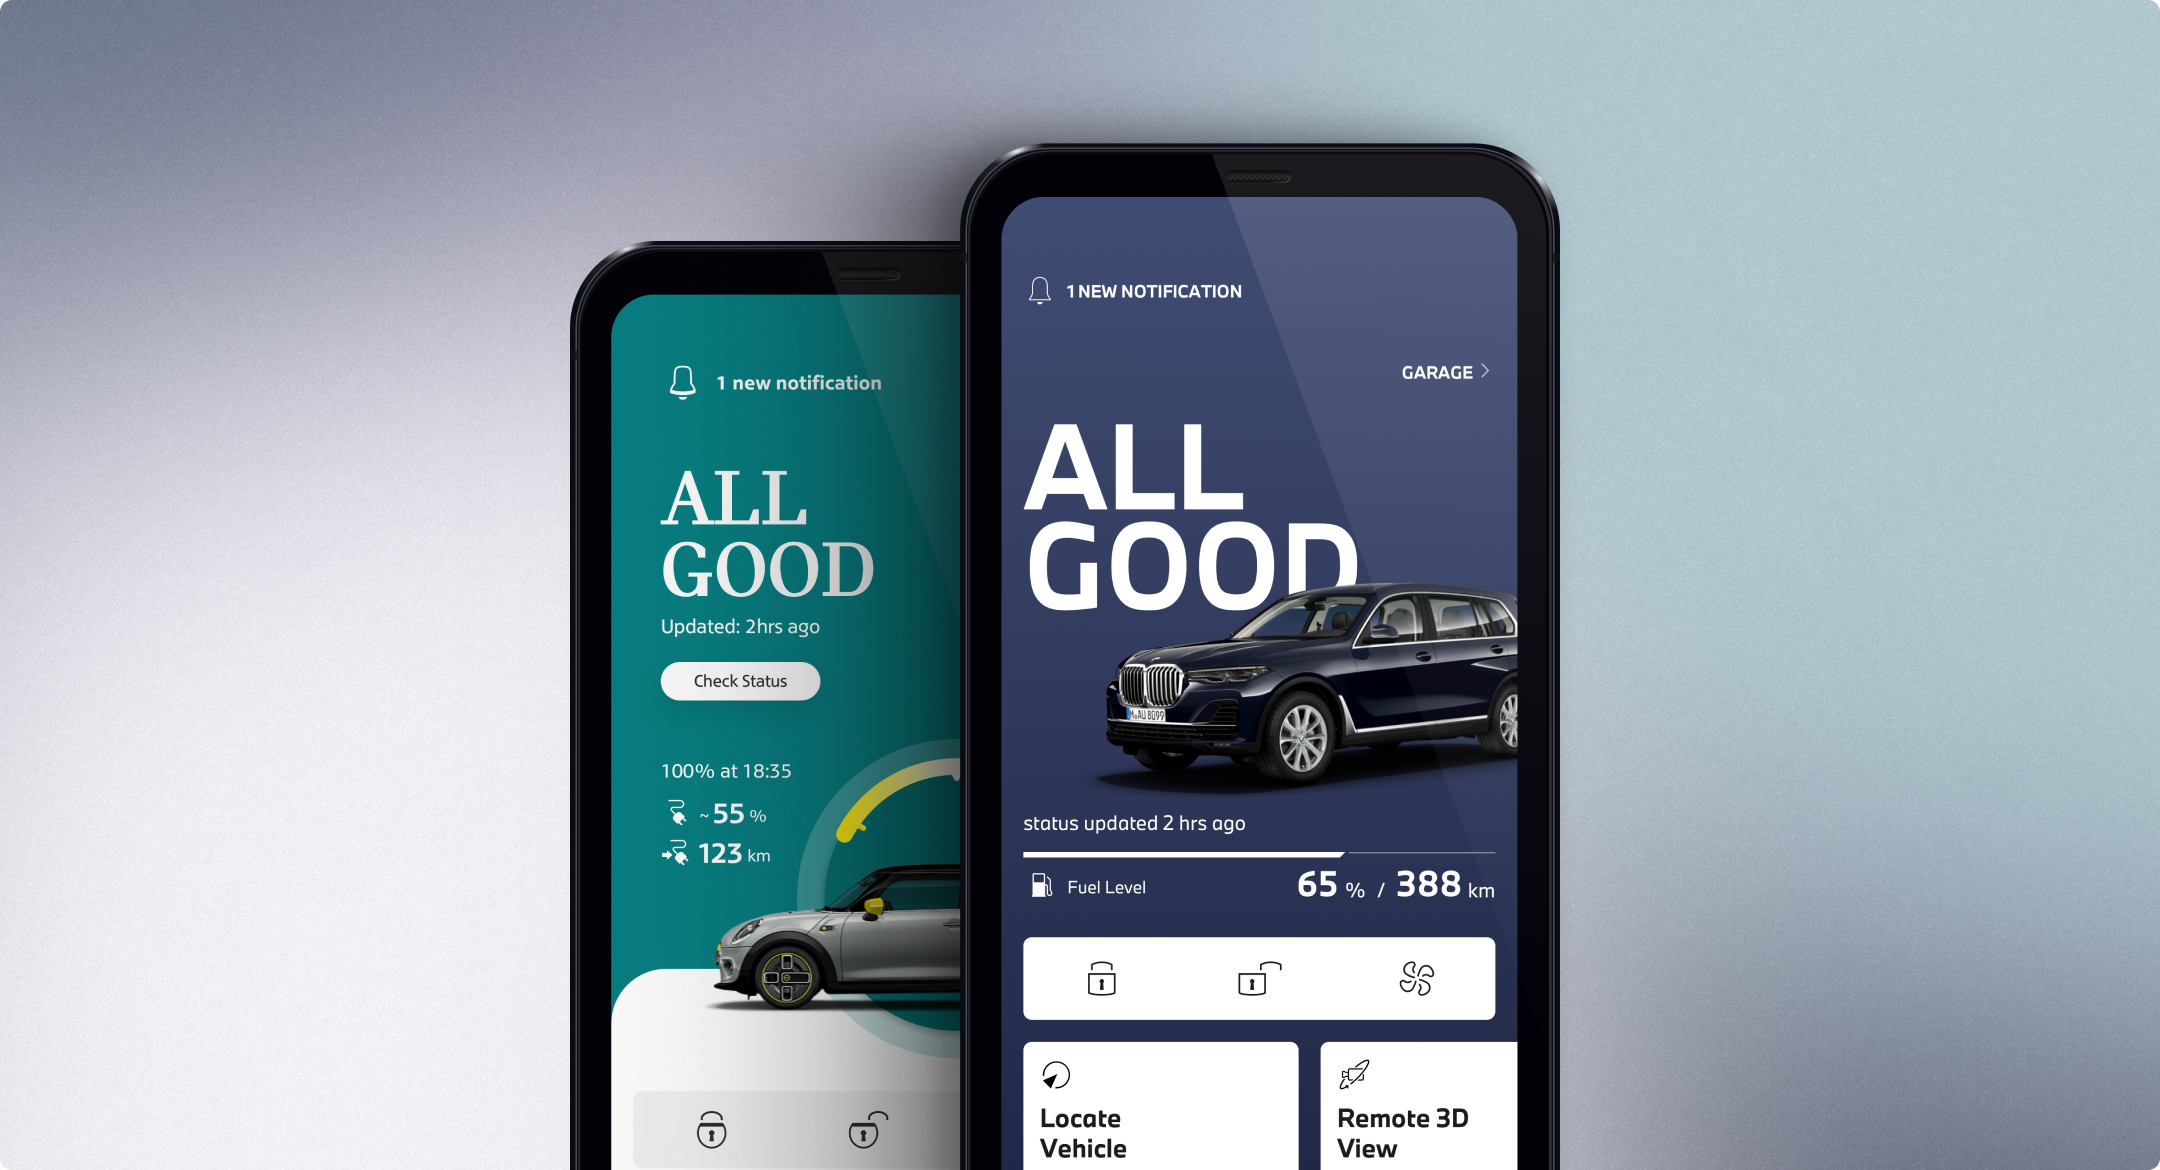 1 new notification
ALL
GOOD
Updated: 2hrs ago
Check Status
100% at 18:35
~ 55 %
123 km
1 NEW NOTIFICATION
GARAGE
ALL
GOOD
M AU 8099
status updated 2 hrs ago
Fuel Level
65 % / 388 km
Locate
Vehicle
Remote 3D
View